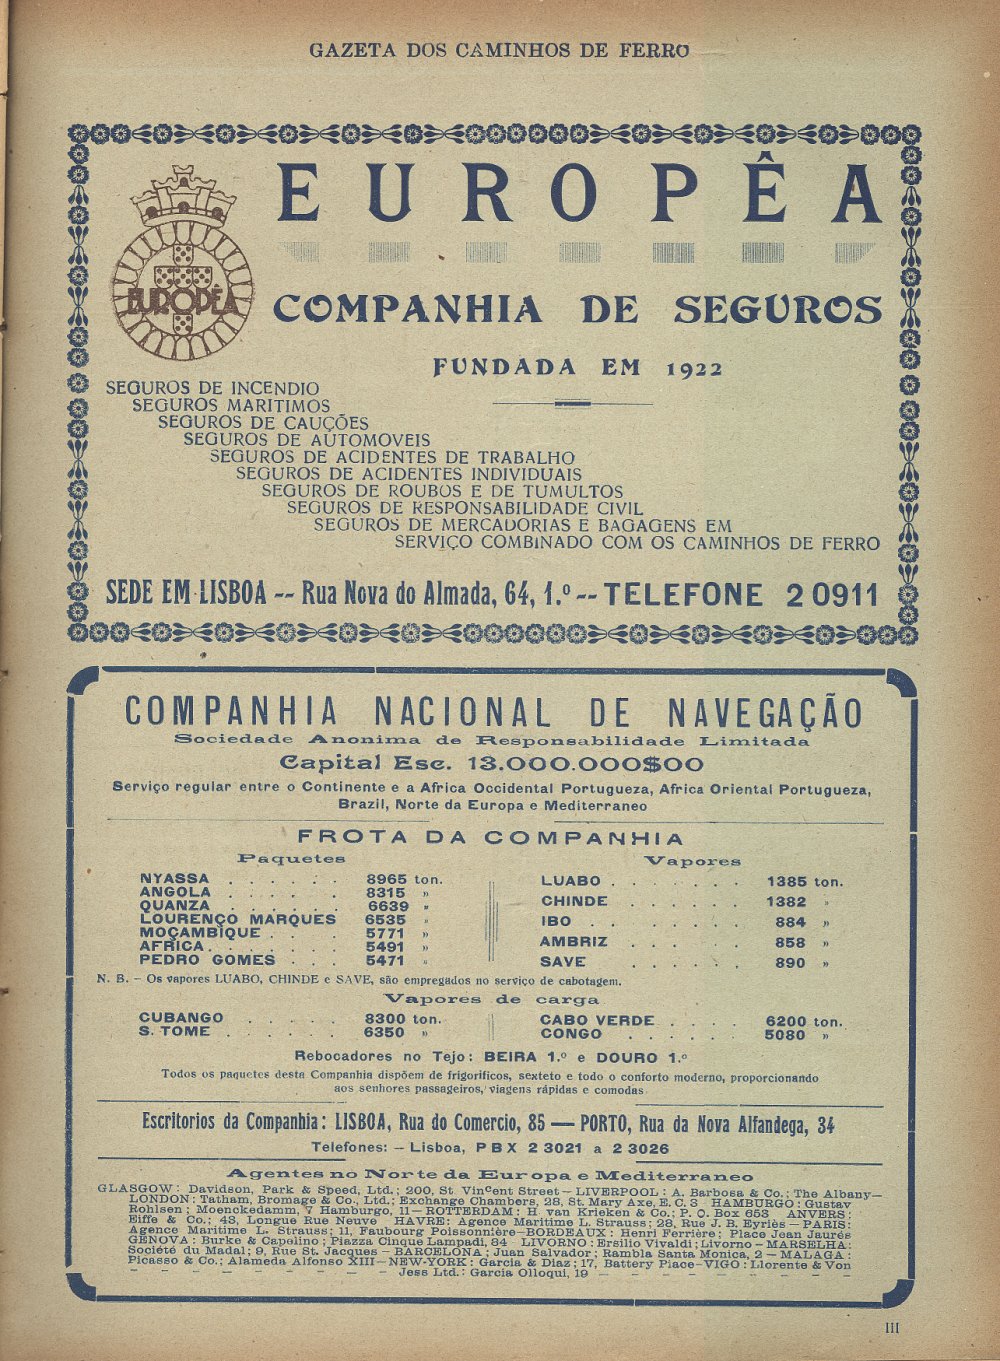 GAZETA DOS CAMINHOS DE FERRO
EUROPÊA
EUROPÊA
COMPANHIA DE SEGUROS
FUNDADA EM 1922
SEGUROS DE INCENDIO
SEGUROS MARITIMOS
SEGUROS DE CAUÇÕES
SEGUROS DE AUTOMOVEIS
SEGUROS DE ACIDENTES DE TRABALHO
SEGUROS DE ACIDENTES INDIVIDUAIS
SEGUROS DE ROUBOS E DE TUMULTOS
SEGUROS DE RESPONSABILIDADE CIVIL
SEGUROS DE MERCADORIAS E BAGAGENS EM
SERVIÇO COMBINADO COM OS CAMINHOS DE FERRO
SEDE EM LISBOA -- Rua Nova do Almada, 64, 1.º -- TELEFONE 2 0911
COMPANHIA NACIONAL DE NAVEGAÇÃO
Sociedade Anonima de Responsabilidade Limitada
Capital Esc. 13.000.000$00
Serviço regular entre o Continente e a Africa Occidental Portugueza, Africa Oriental Portugueza,
Brazil, Norte da Europa e Mediterraneo
FROTA DA COMPANHIA
Paquetes
NYASSA . . . . . . 8965 ton.
ANGOLA . . . . . . 8315 »
QUANZA . . . . . . 6639 »
LOURENÇO MARQUES 6535 »
MOÇAMBIQUE . . . . 5771 »
AFRICA . . . . . . 5491 »
PEDRO GOMES . . . 5471 »
Vapores
LUABO . . . . . . . 1385 ton.
CHINDE . . . . . . 1382 »
IBO . . . . . . 884 »
AMBRIZ . . . . . 858 »
SAVE . . . . . . 890 »
N. B. – Os vapores LUABO, CHINDE e SAVE, são empregados no serviço de cabotagem.
Vapores de carga
CUBANGO . . . . . 8300 ton.
S. TOME . . . . . . 6350 »
CABO VERDE . . . . 6200 ton.
CONGO . . . . . . 5080 »
Rebocadores no Tejo: BEIRA 1.º e DOURO 1.º
Todos os paquetes desta Companhia dispõem de frigorificos, sexteto e todo o conforto moderno, proporcionando
aos senhores passageiros, viagens rápidas e comodas
Escritorios da Companhia: LISBOA, Rua do Comercio, 85 — PORTO, Rua da Nova Alfandega, 34
Telefones: – Lisboa, PBX 2 3021 a 2 3026
Agentes no Norte da Europa e Mediterraneo
GLASGOW: Davidson, Park & Speed, Ltd.; 200, St Vincent Street – LIVERPOOL: A. Barbosa & Co.; The Albany—
LONDON: Tatham, Bromage & Co., Ltd.; Exchange Chambers, 28, St. Mary Axe, E. C. 3 HAMBURGO: Gustav
Rohlsen; Moenckedamm, 7 Hamburgo, 11 – ROTTERDAM: H. van Krieken & Co.; P. O. Box 653 ANVERS:
Eiffe & Co.; 43, Longue Rue Neuve HAVRE: Agence Maritime L. Strauss; 28, Rue J. B. Eyriès – PARIS:
Agence Maritime L. Strauss; 11, Faubourg Poissonnière–BORDEAUX: Henri Ferrière; Place Jean Jaurés
GENOVA: Burke & Capelino; Piazza Cinque Lampadi, 84 LIVORNO: Ersilio Vivaldi; Livorno – MARSELHA:
Société du Madal; 9, Rue St. Jacques – BARCELONA; Juan Salvador; Rambla Santa Monica, 2 – MALAGA:
Picasso & Co.; Alameda Alfonso XIII – NEW-YORK: Garcia & Diaz; 17, Battery Place–VIGO: Llorente & Von
Jess Ltd.: Garcia Olloqui, 19
III